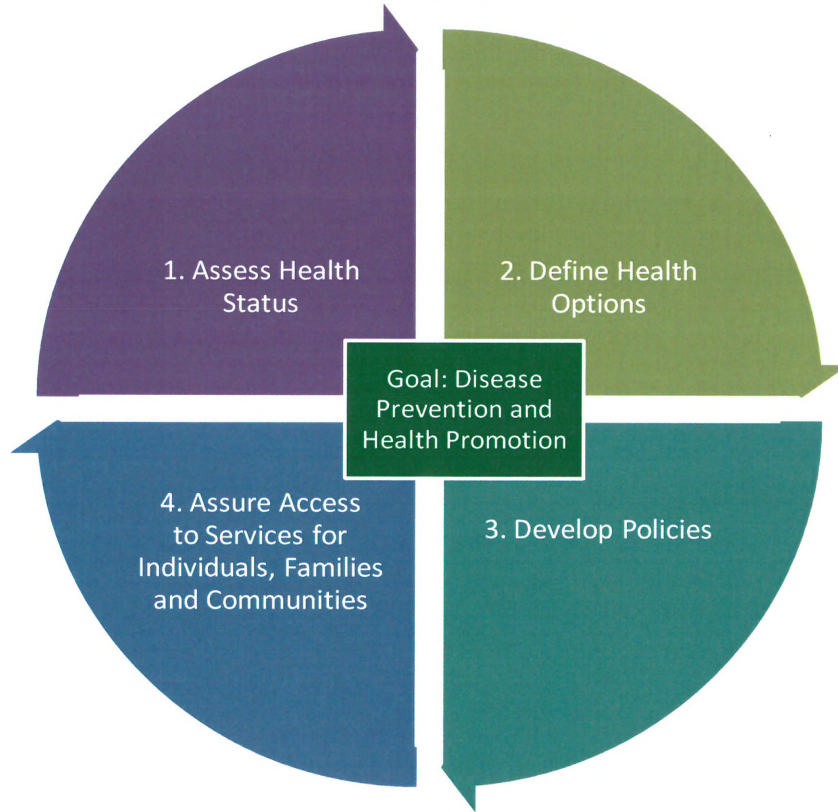 1. Assess Health
Status
2. Define Health
Options
Goal: Disease
Prevention and
Health Promotion
4. Assure Access
to Services for
Individuals, Families
and Communities
3. Develop Policies